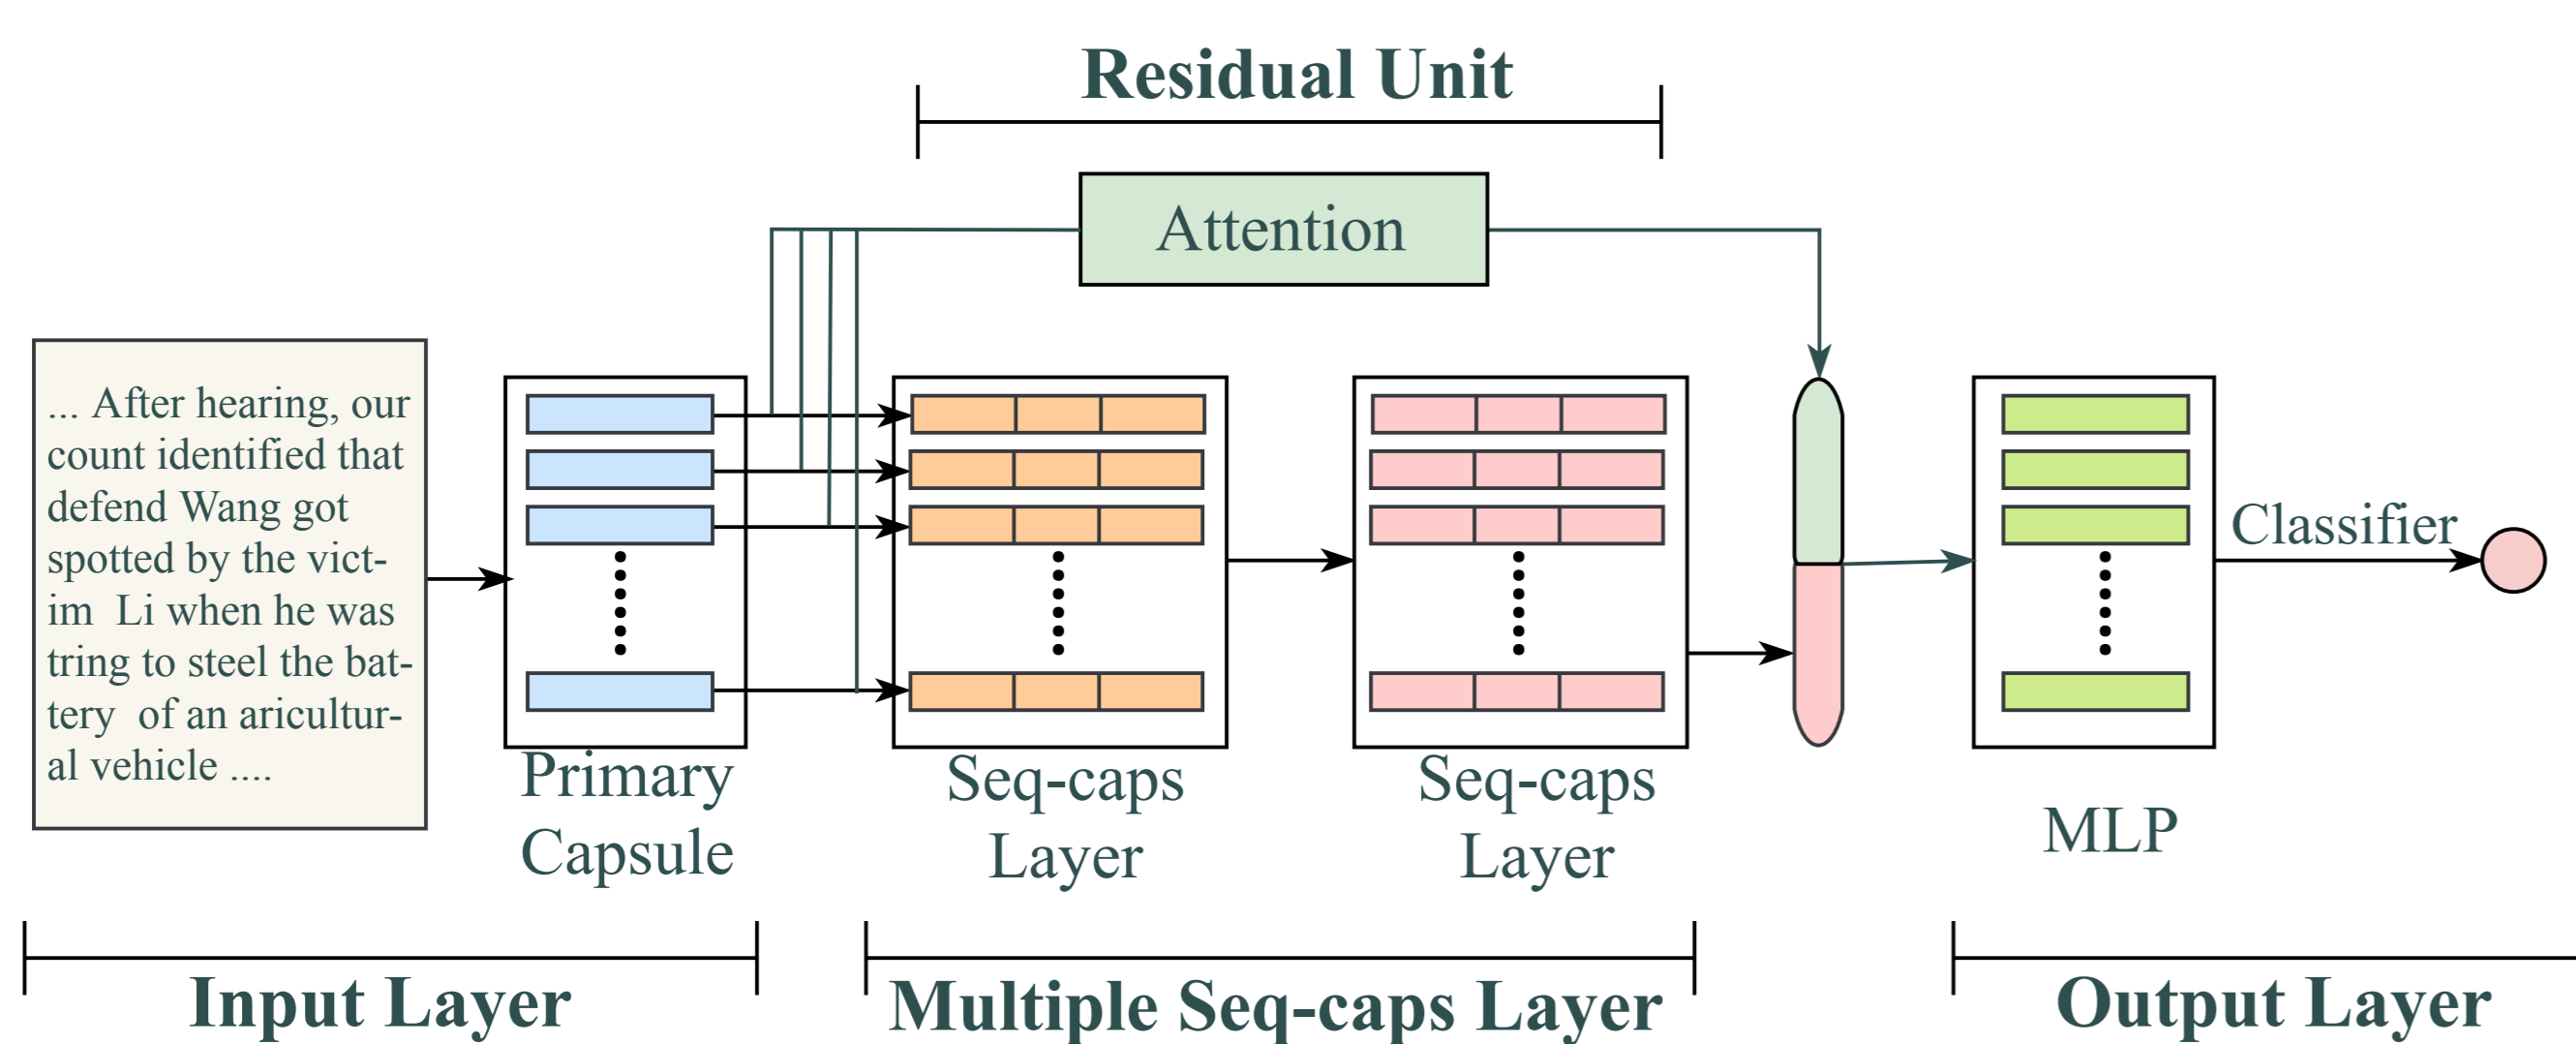 Residual Unit
Attention
... After hearing, our
count identified that
defend Wang got
spotted by the vict-
im Li when he was
tring to steel the bat-
tery of an aricultur-
al vehicle ....
Primary
Capsule
Seq-caps
Layer
Seq-caps
Layer
MLP
Classifier
Input Layer
Multiple Seq-caps Layer
Output Layer